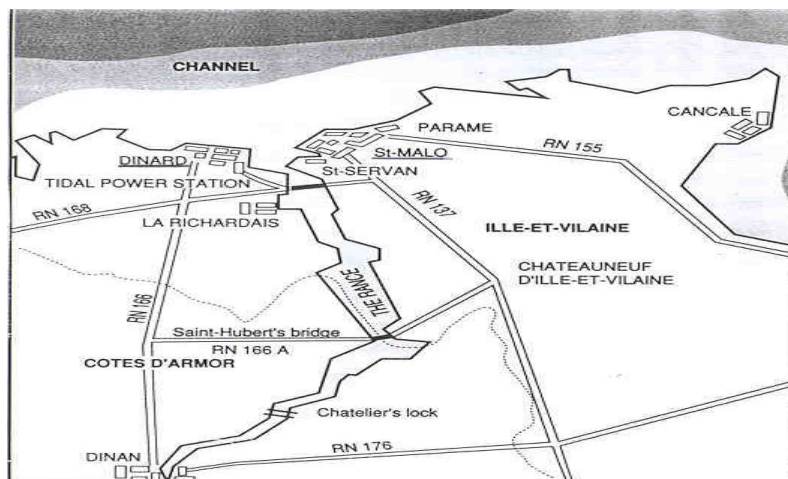 CHANNEL
CANCALE
PARAME
RN 155
DINARD
St-MALO
St-SERVAN
TIDAL POWER STATION
RN 168
LA RICHARDAIS
RN 137
ILLE-ET-VILAINE
CHATEAUNEUF
D'ILLE-ET-VILAINE
THE RANCE
RN 166
Saint-Hubert's bridge
RN 166 A
COTES D'ARMOR
Chatelier's lock
RN 176
DINAN